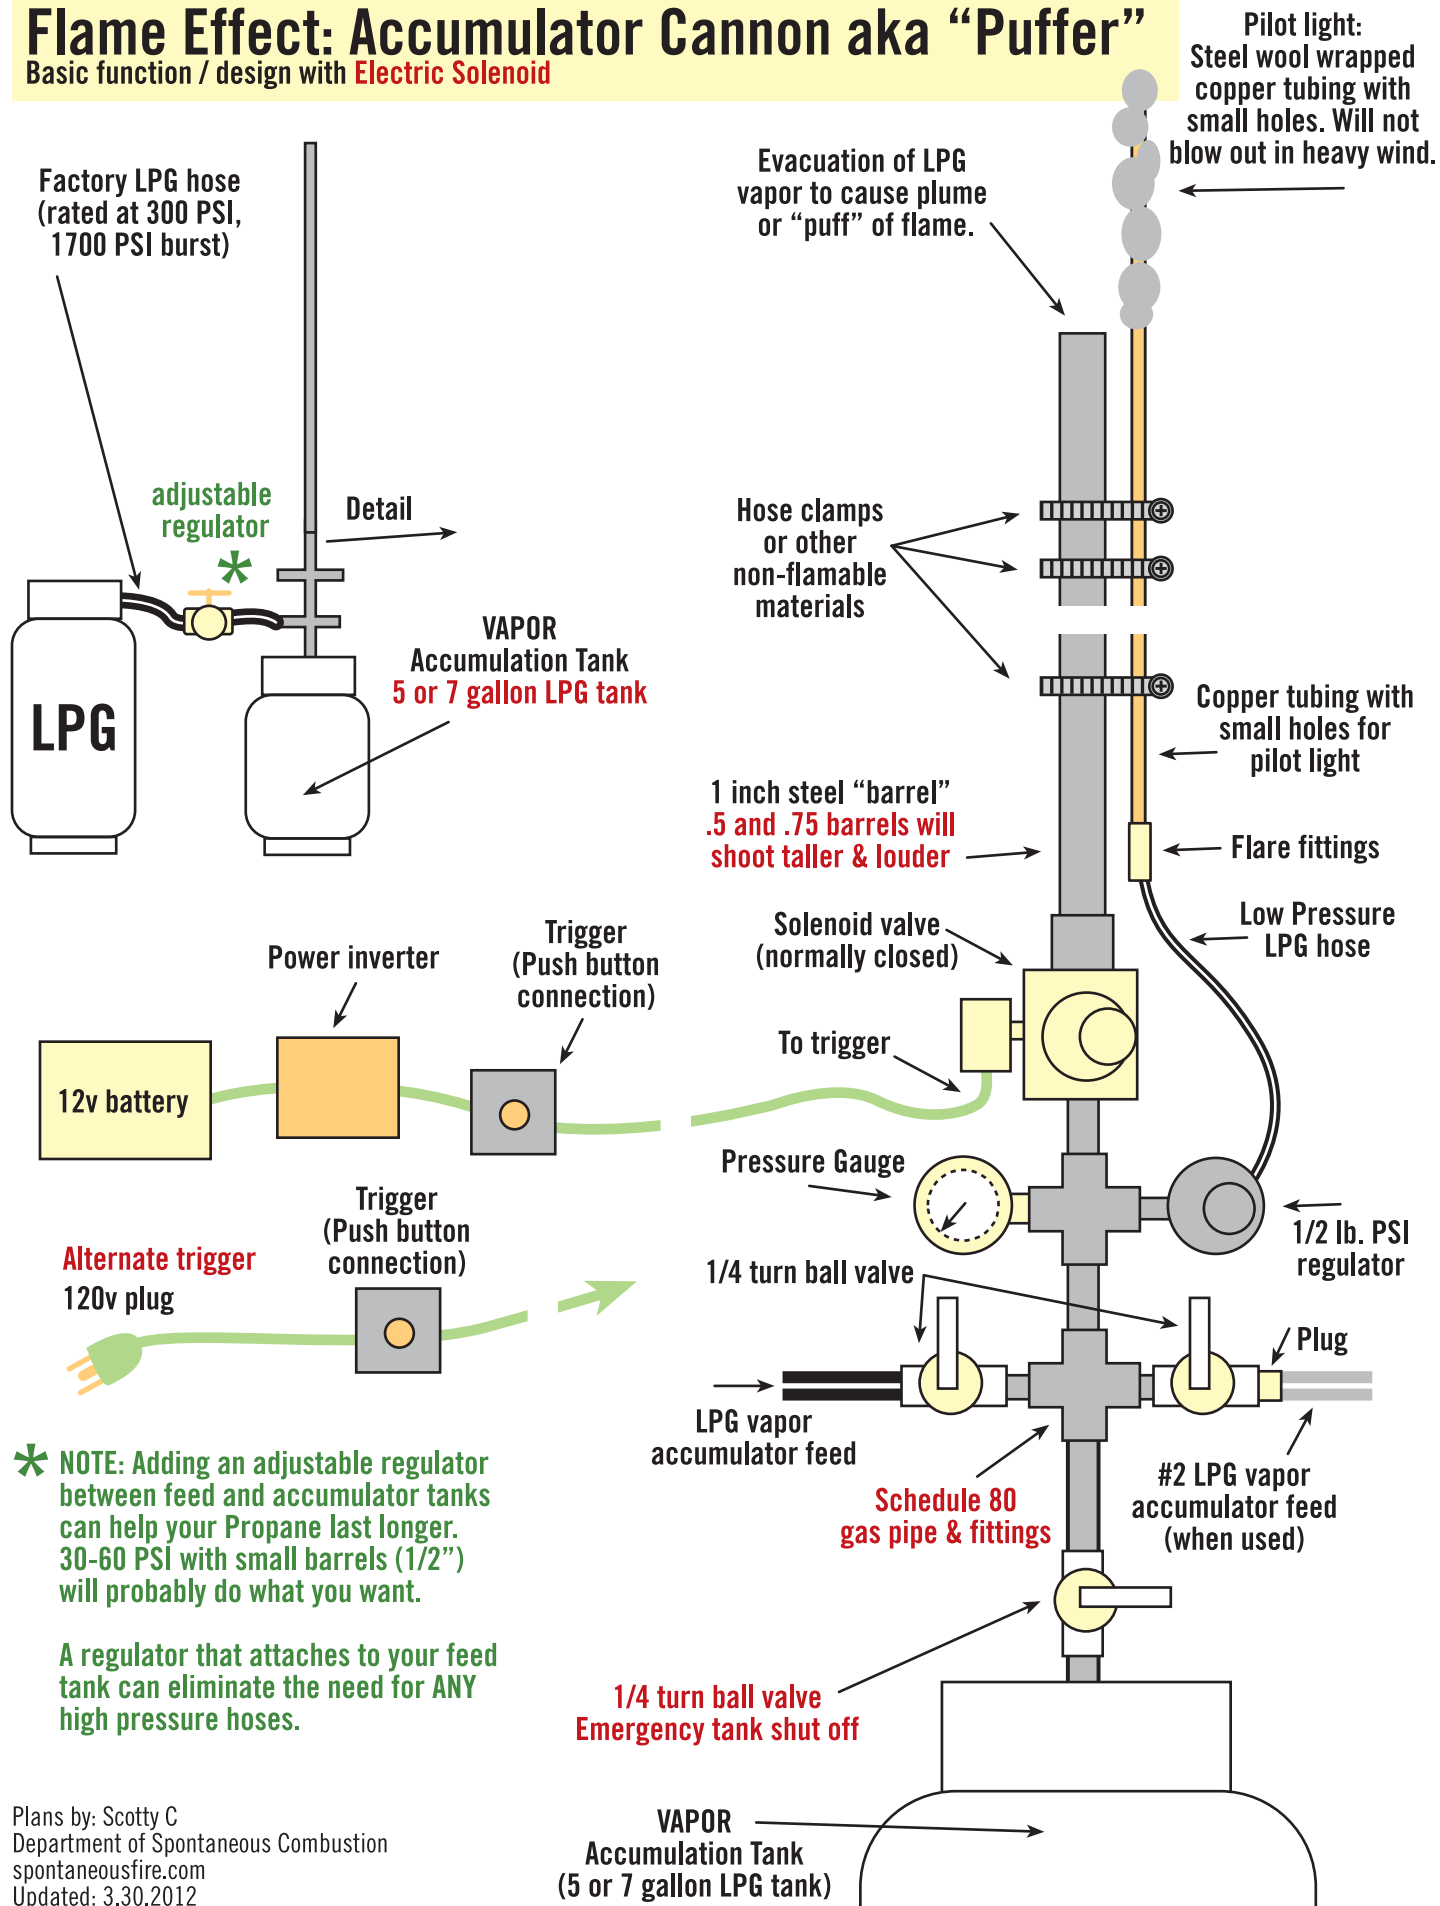 Flame Effect: Accumulator Cannon aka “Puffer”
Basic function / design with Electric Solenoid
Pilot light:
Steel wool wrapped
copper tubing with
small holes. Will not
blow out in heavy wind.
Factory LPG hose
(rated at 300 PSI,
1700 PSI burst)
Evacuation of LPG
vapor to cause plume
or “puff” of flame.
adjustable
regulator
*
Detail
Hose clamps
or other
non-flamable
materials
VAPOR
Accumulation Tank
5 or 7 gallon LPG tank
LPG
Copper tubing with
small holes for
pilot light
1 inch steel “barrel”
.5 and .75 barrels will
shoot taller & louder
Flare fittings
Low Pressure
LPG hose
Solenoid valve
(normally closed)
Trigger
(Push button
connection)
Power inverter
To trigger
12v battery
Pressure Gauge
Trigger
(Push button
connection)
1/2 lb. PSI
regulator
Alternate trigger
120v plug
1/4 turn ball valve
Plug
LPG vapor
accumulator feed
#2 LPG vapor
accumulator feed
(when used)
Schedule 80
gas pipe & fittings
* NOTE: Adding an adjustable regulator
between feed and accumulator tanks
can help your Propane last longer.
30-60 PSI with small barrels (1/2”)
will probably do what you want.
A regulator that attaches to your feed
tank can eliminate the need for ANY
high pressure hoses.
1/4 turn ball valve
Emergency tank shut off
VAPOR
Accumulation Tank
(5 or 7 gallon LPG tank)
Plans by: Scotty C
Department of Spontaneous Combustion
spontaneousfire.com
Updated: 3.30.2012